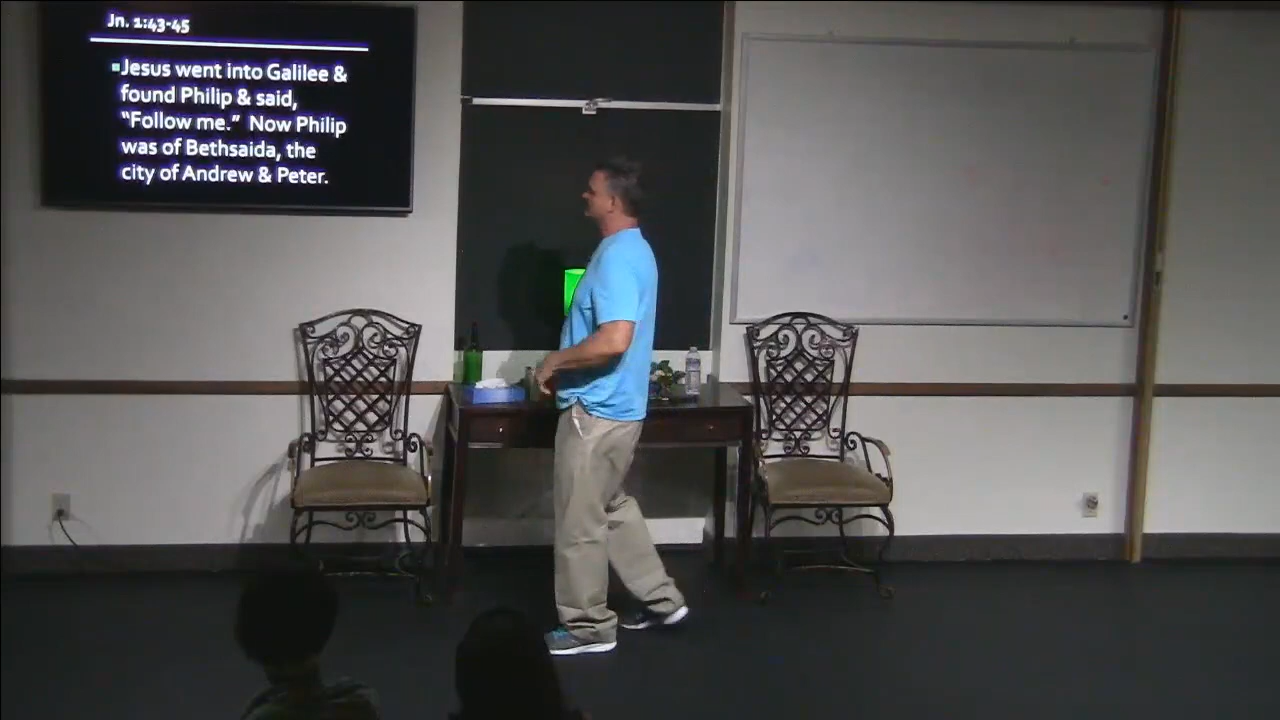 Jn. 1:43-45
Jesus went into Galilee &
found Philip & said,
“Follow me.” Now Philip
was of Bethsaida, the
city of Andrew & Peter.